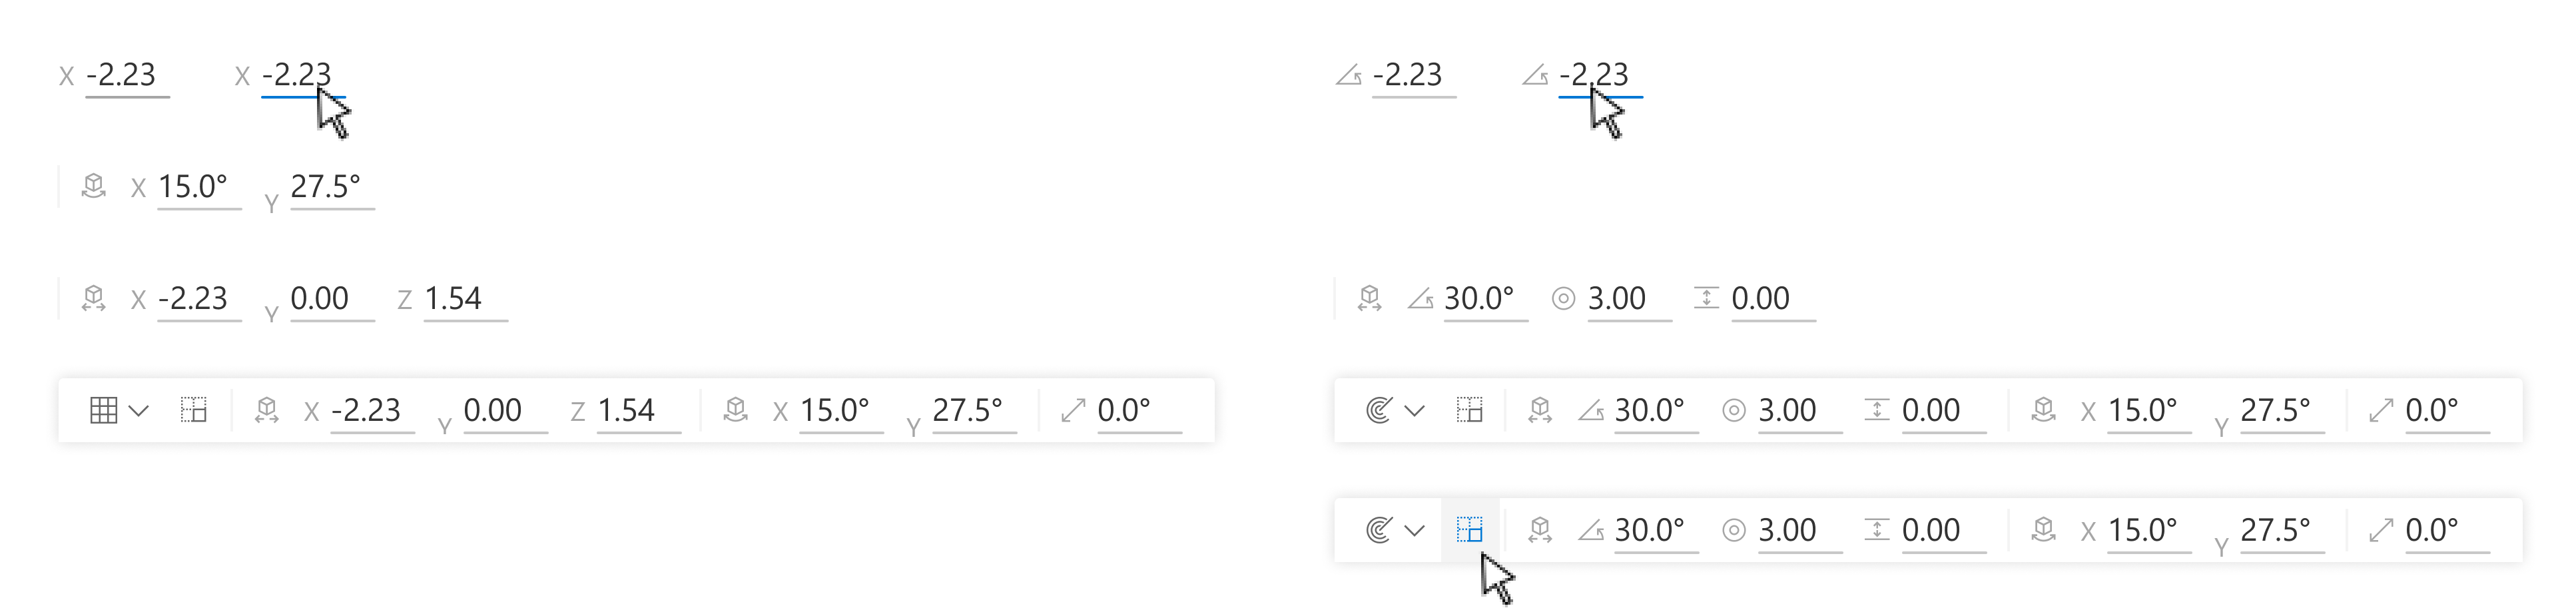 X -2.23 X -2.23
-2.23 -2.23
X 15.0° Y 27.5°
X -2.23 Y 0.00 Z 1.54
30.0° 3.00 0.00
X -2.23 Y 0.00 Z 1.54 X 15.0° Y 27.5° 0.0°
30.0° 3.00 0.00 X 15.0° Y 27.5° 0.0°
30.0° 3.00 0.00 X 15.0° Y 27.5° 0.0°